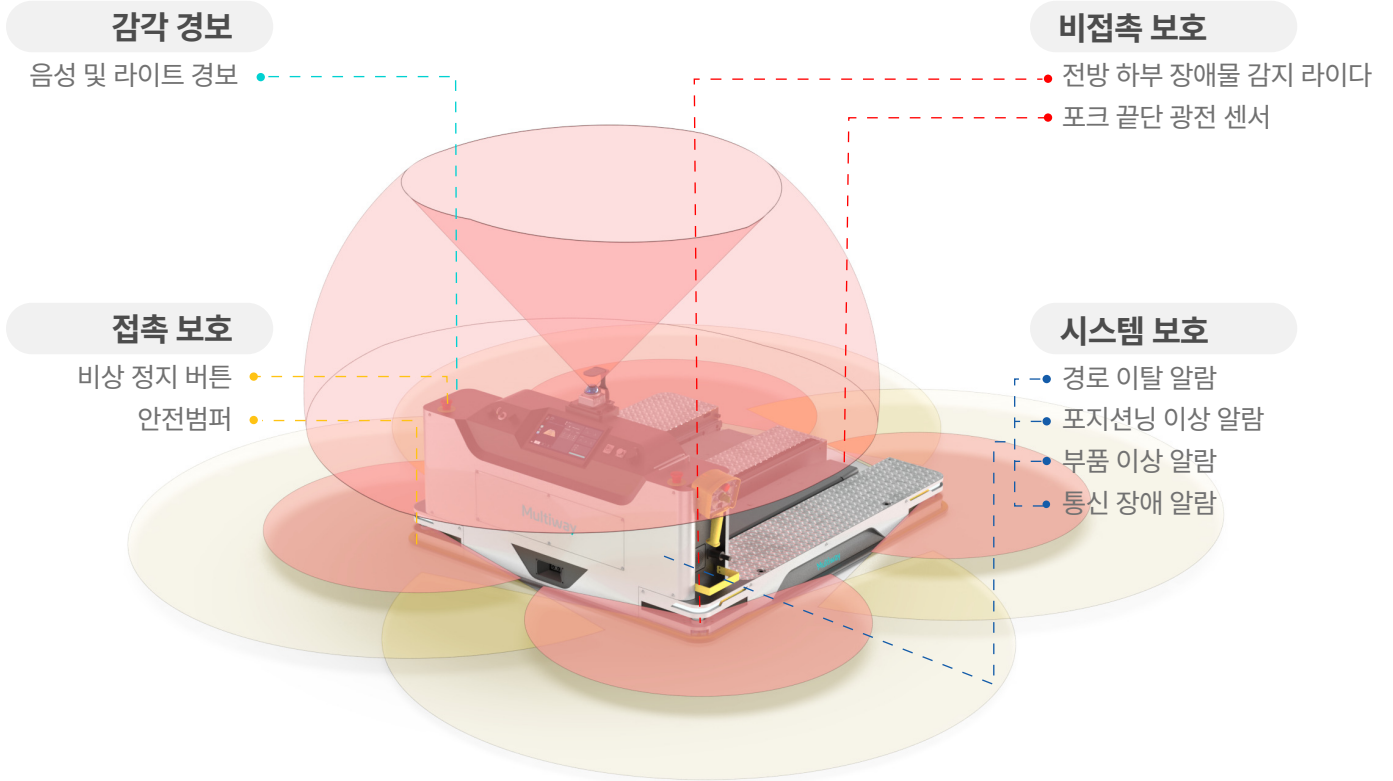 감각 경보
음성 및 라이트 경보
비접촉 보호
전방 하부 장애물 감지 라이다
포크 끝단 광전 센서
접촉 보호
비상 정지 버튼
안전범퍼
시스템 보호
경로 이탈 알람
포지셔닝 이상 알람
부품 이상 알람
통신 장애 알람
Multiway